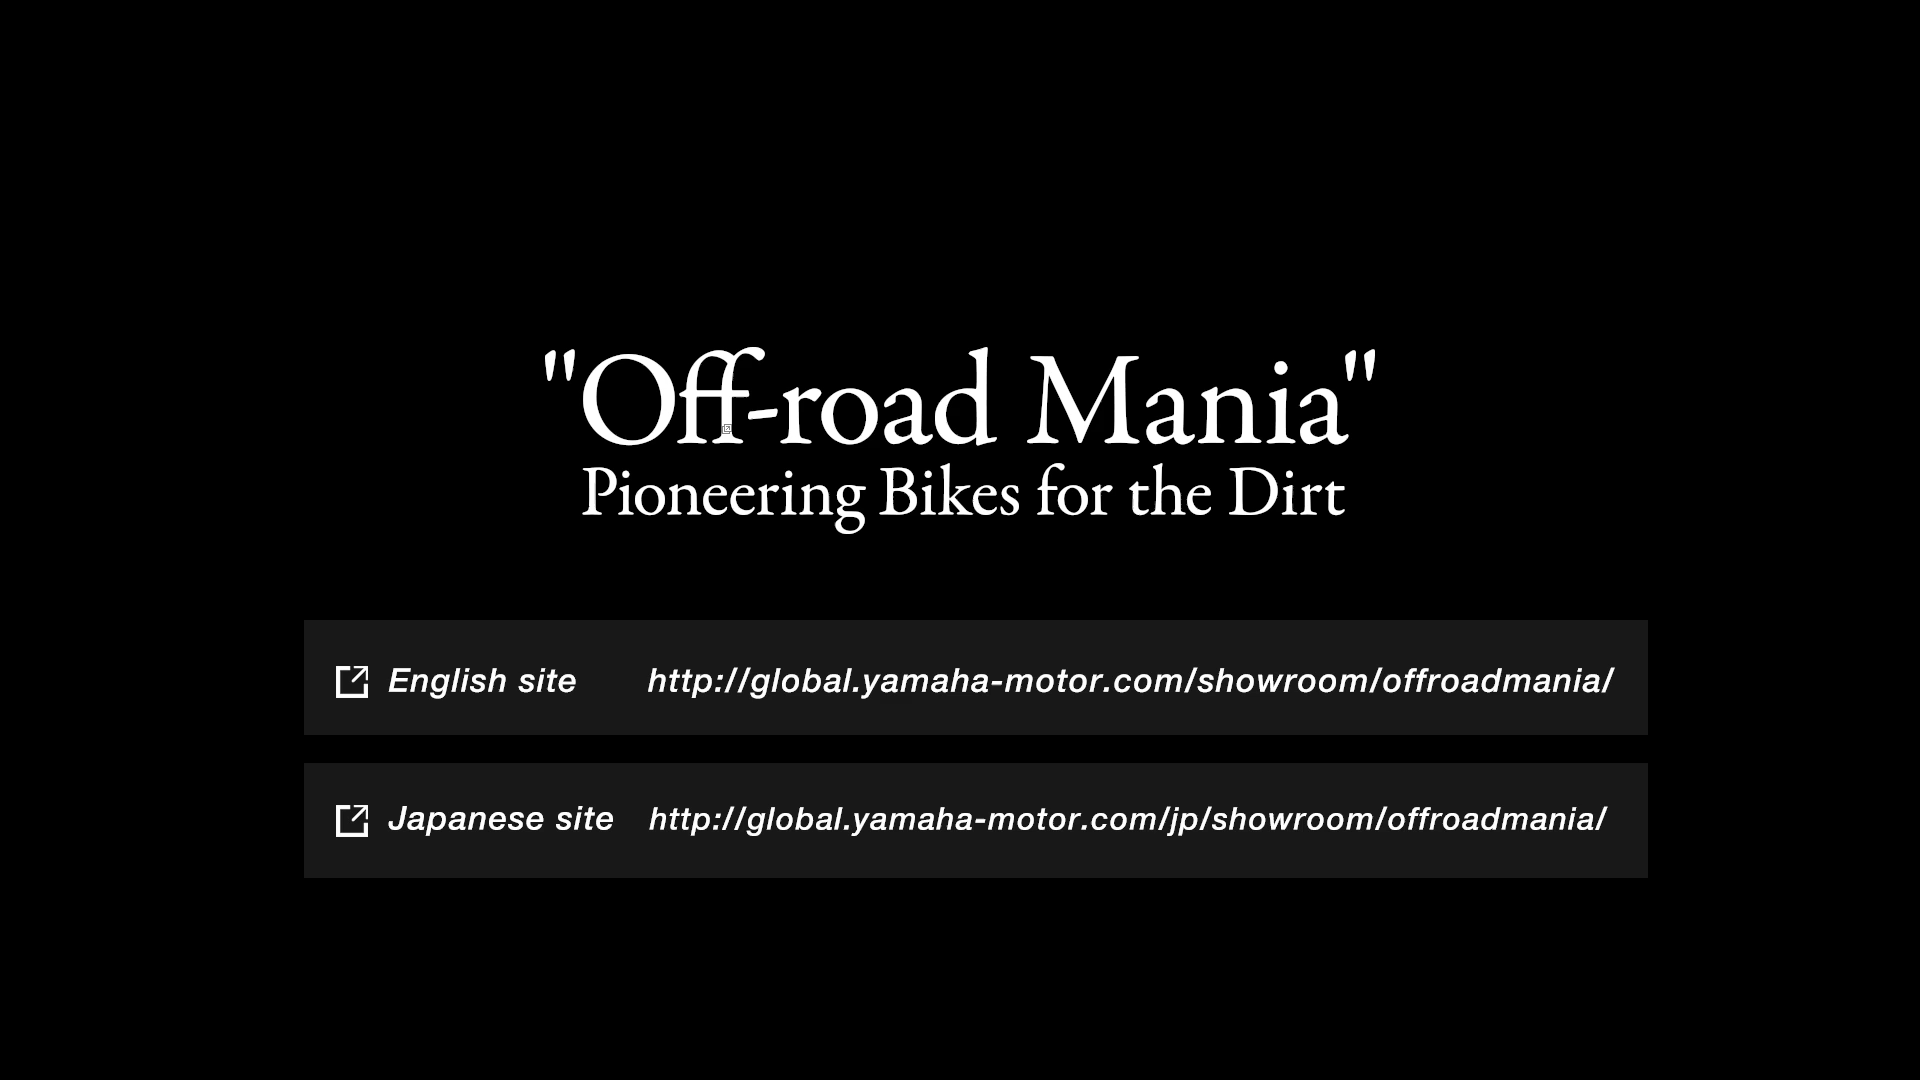 "Off-road Mania"
Pioneering Bikes for the Dirt
English site http://global.yamaha-motor.com/showroom/offroadmania/
Japanese site http://global.yamaha-motor.com/jp/showroom/offroadmania/